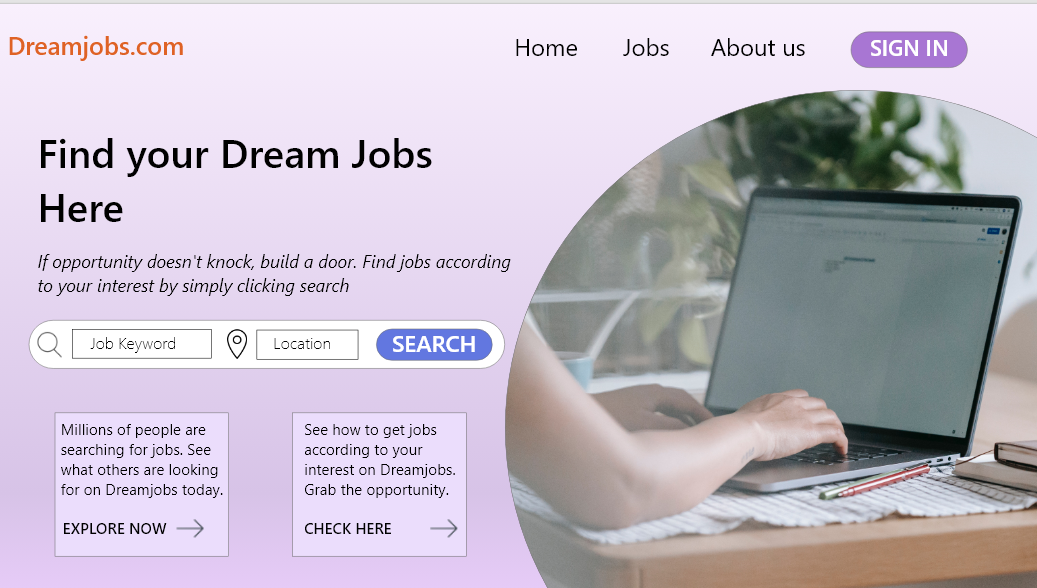 Dreamjobs.com
Home Jobs About us SIGN IN
Find your Dream Jobs
Here
If opportunity doesn't knock, build a door. Find jobs according
to your interest by simply clicking search
Job Keyword Location SEARCH
Millions of people are
searching for jobs. See
what others are looking
for on Dreamjobs today.
EXPLORE NOW
See how to get jobs
according to your
interest on Dreamjobs.
Grab the opportunity.
CHECK HERE